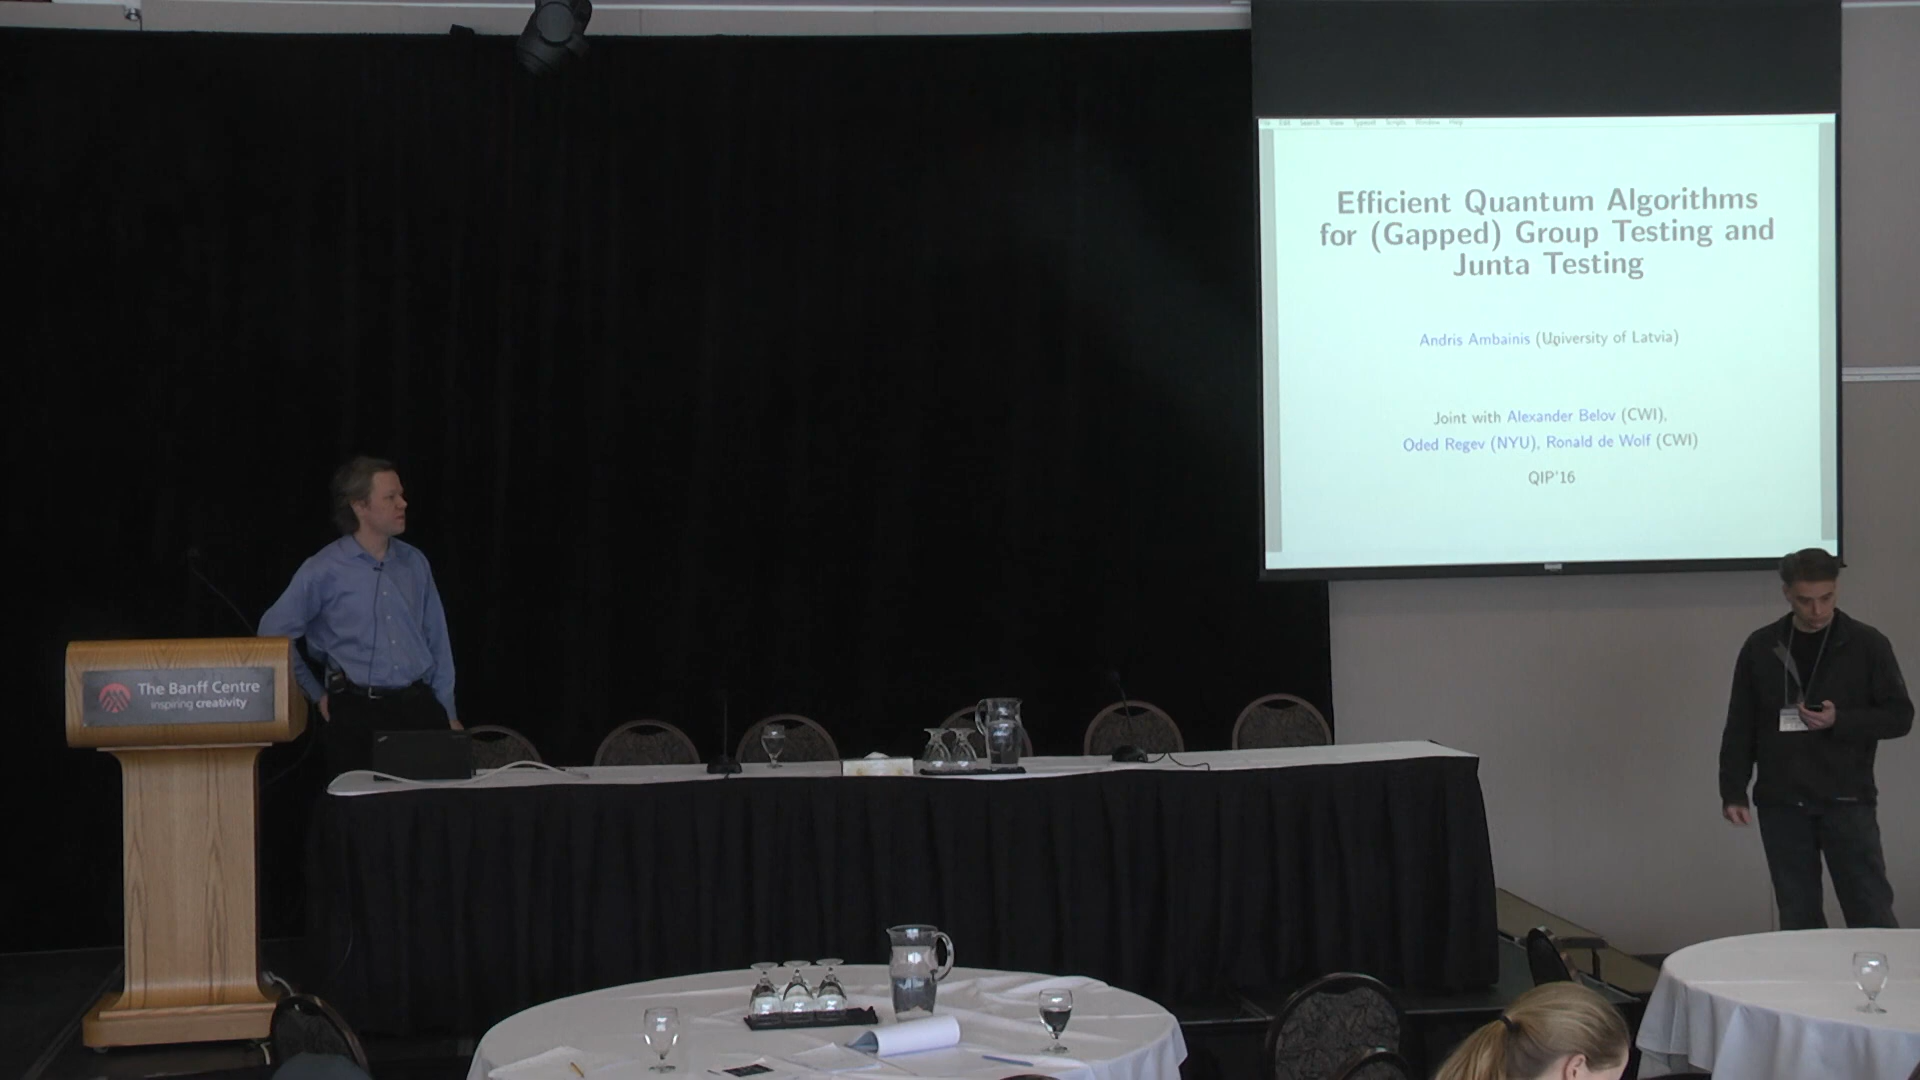 Efficient Quantum Algorithms
for (Gapped) Group Testing and
Junta Testing
Andris Ambainis (University of Latvia)
Joint with Alexander Belov (CWI),
Oded Regev (NYU), Ronald de Wolf (CWI)
QIP'16
The Banff Centre
inspiring creativity